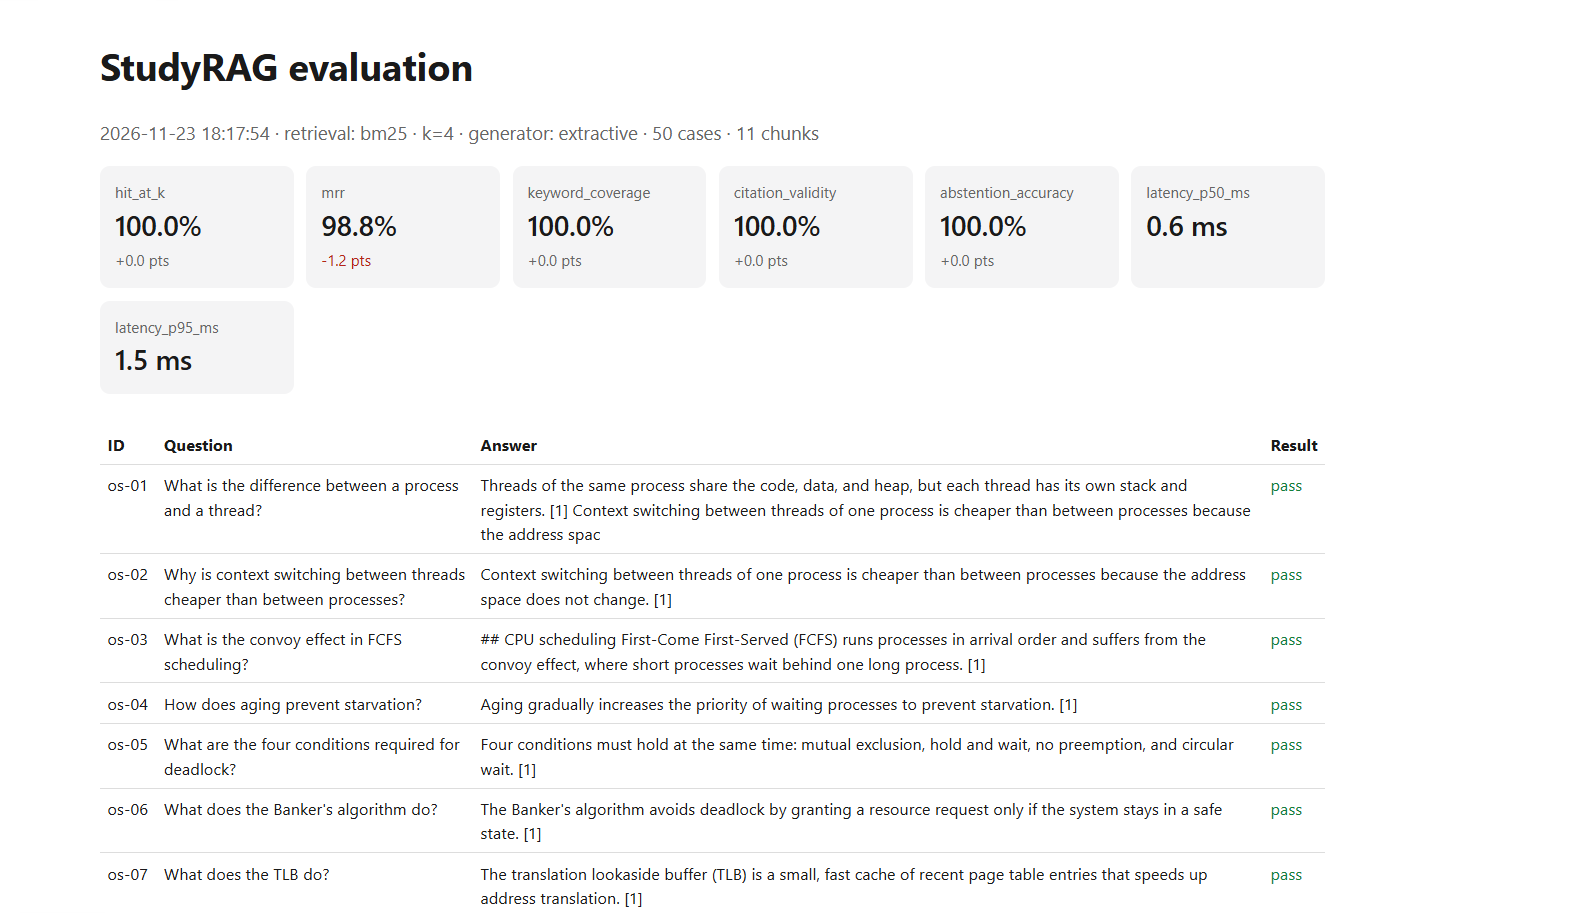 StudyRAG evaluation
2026-11-23 18:17:54 · retrieval: bm25 · k=4 · generator: extractive · 50 cases · 11 chunks
hit_at_k
100.0%
+0.0 pts
mrr
98.8%
-1.2 pts
keyword_coverage
100.0%
+0.0 pts
citation_validity
100.0%
+0.0 pts
abstention_accuracy
100.0%
+0.0 pts
latency_p50_ms
0.6 ms
latency_p95_ms
1.5 ms
ID Question Answer Result
os-01 What is the difference between a process
and a thread?
Threads of the same process share the code, data, and heap, but each thread has its own stack and
registers. [1] Context switching between threads of one process is cheaper than between processes because
the address spac
pass
os-02 Why is context switching between threads
cheaper than between processes?
Context switching between threads of one process is cheaper than between processes because the address
space does not change. [1]
pass
os-03 What is the convoy effect in FCFS
scheduling?
## CPU scheduling First-Come First-Served (FCFS) runs processes in arrival order and suffers from the
convoy effect, where short processes wait behind one long process. [1]
pass
os-04 How does aging prevent starvation?
Aging gradually increases the priority of waiting processes to prevent starvation. [1]
pass
os-05 What are the four conditions required for
deadlock?
Four conditions must hold at the same time: mutual exclusion, hold and wait, no preemption, and circular
wait. [1]
pass
os-06 What does the Banker's algorithm do?
The Banker's algorithm avoids deadlock by granting a resource request only if the system stays in a safe
state. [1]
pass
os-07 What does the TLB do?
The translation lookaside buffer (TLB) is a small, fast cache of recent page table entries that speeds up
address translation. [1]
pass